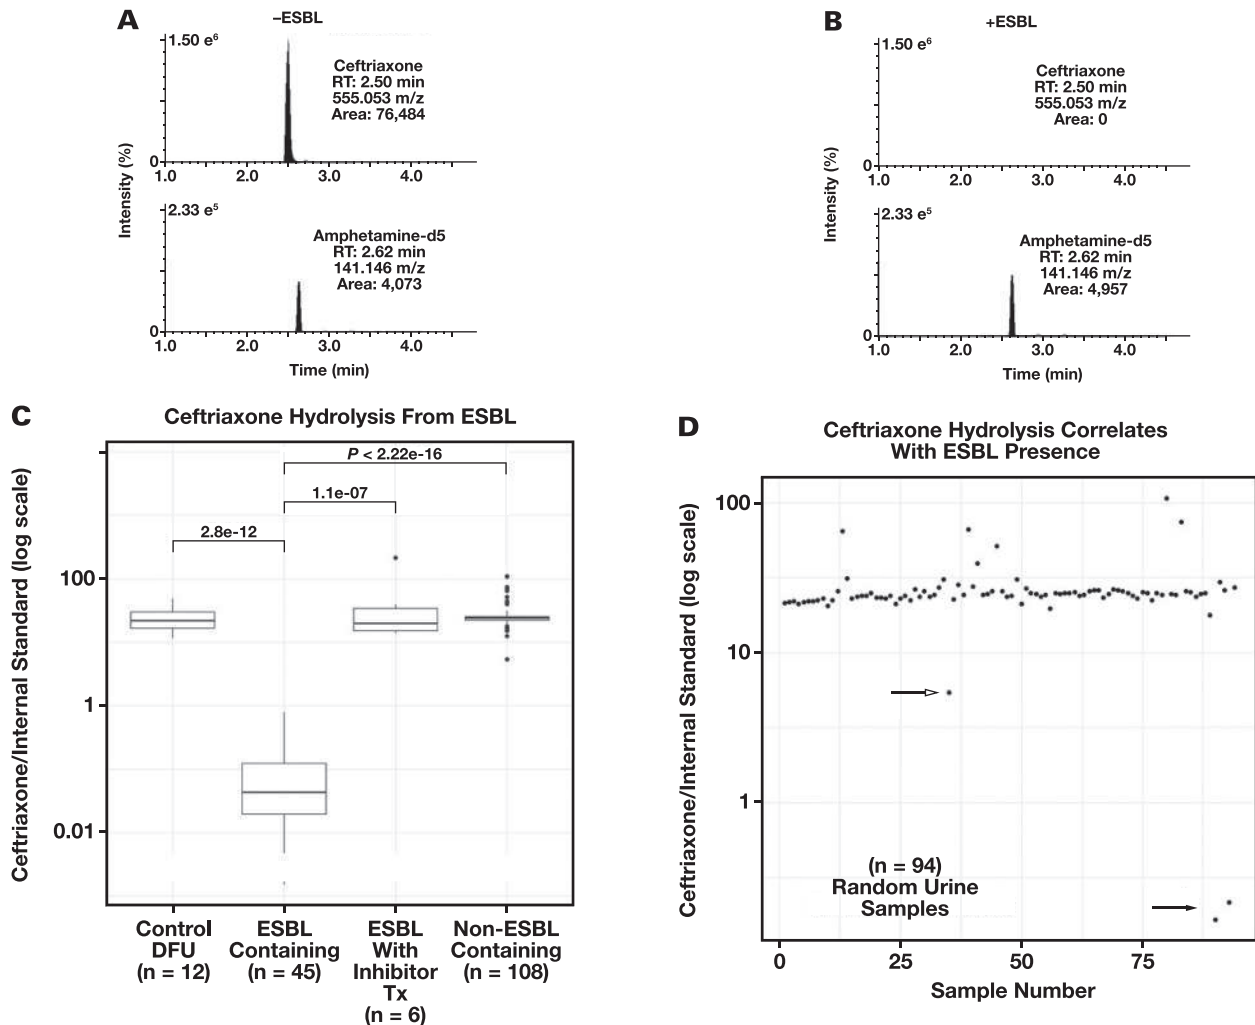 A
–ESBL
1.50 e⁶
Ceftriaxone
RT: 2.50 min
555.053 m/z
Area: 76,484
0
1.0 2.0 3.0 4.0
Intensity (%)
2.33 e⁵
Amphetamine-d5
RT: 2.62 min
141.146 m/z
Area: 4,073
0
1.0 2.0 3.0 4.0
Time (min)
B
+ESBL
1.50 e⁶
Ceftriaxone
RT: 2.50 min
555.053 m/z
Area: 0
0
1.0 2.0 3.0 4.0
Intensity (%)
2.33 e⁵
Amphetamine-d5
RT: 2.62 min
141.146 m/z
Area: 4,957
0
1.0 2.0 3.0 4.0
Time (min)
C
Ceftriaxone Hydrolysis From ESBL
Ceftriaxone/Internal Standard (log scale)
P < 2.22e-16
1.1e-07
2.8e-12
100
1
0.01
Control
DFU
(n = 12)
ESBL
Containing
(n = 45)
ESBL
With
Inhibitor
Tx
(n = 6)
Non-ESBL
Containing
(n = 108)
D
Ceftriaxone Hydrolysis Correlates
With ESBL Presence
Ceftriaxone/Internal Standard (log scale)
100
10
1
(n = 94)
Random Urine
Samples
0 25 50 75
Sample Number